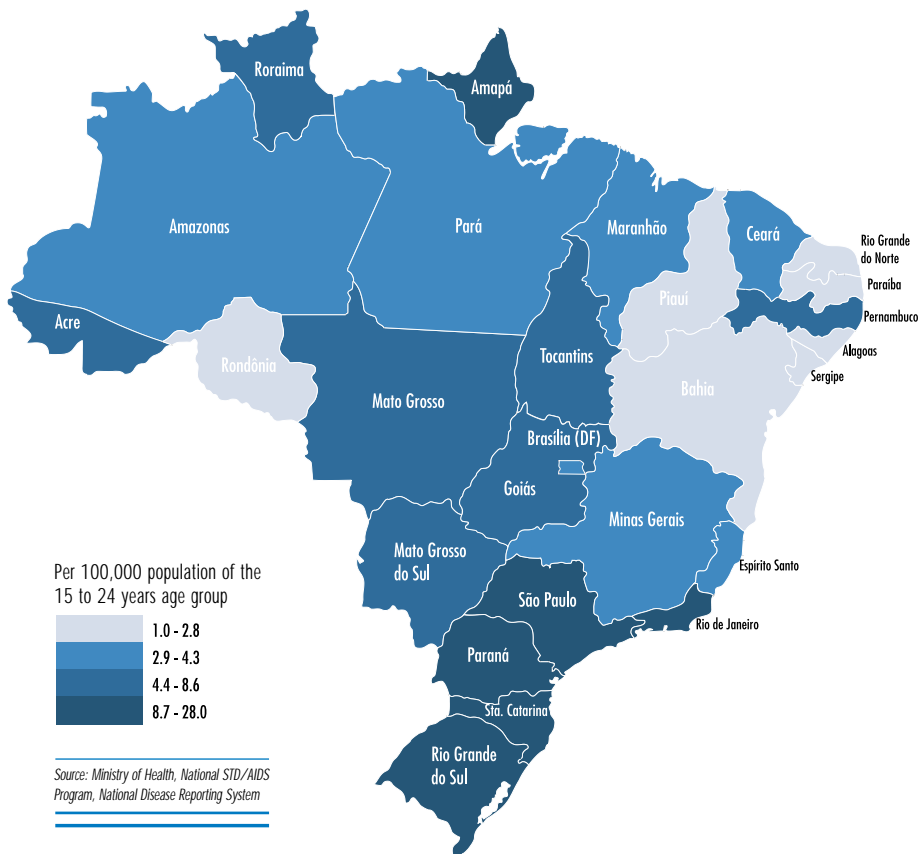 Roraima
Amapá
Amazonas
Pará
Maranhão
Ceará
Rio Grande
do Norte
Paraíba
Piauí
Pernambuco
Acre
Rondônia
Tocantins
Alagoas
Sergipe
Bahia
Mato Grosso
Brasília (DF)
Goiás
Minas Gerais
Mato Grosso
do Sul
Espírito Santo
São Paulo
Rio de Janeiro
Paraná
Sta. Catarina
Rio Grande
do Sul
Per 100,000 population of the
15 to 24 years age group
1.0 - 2.8
2.9 - 4.3
4.4 - 8.6
8.7 - 28.0
Source: Ministry of Health, National STD/AIDS
Program, National Disease Reporting System